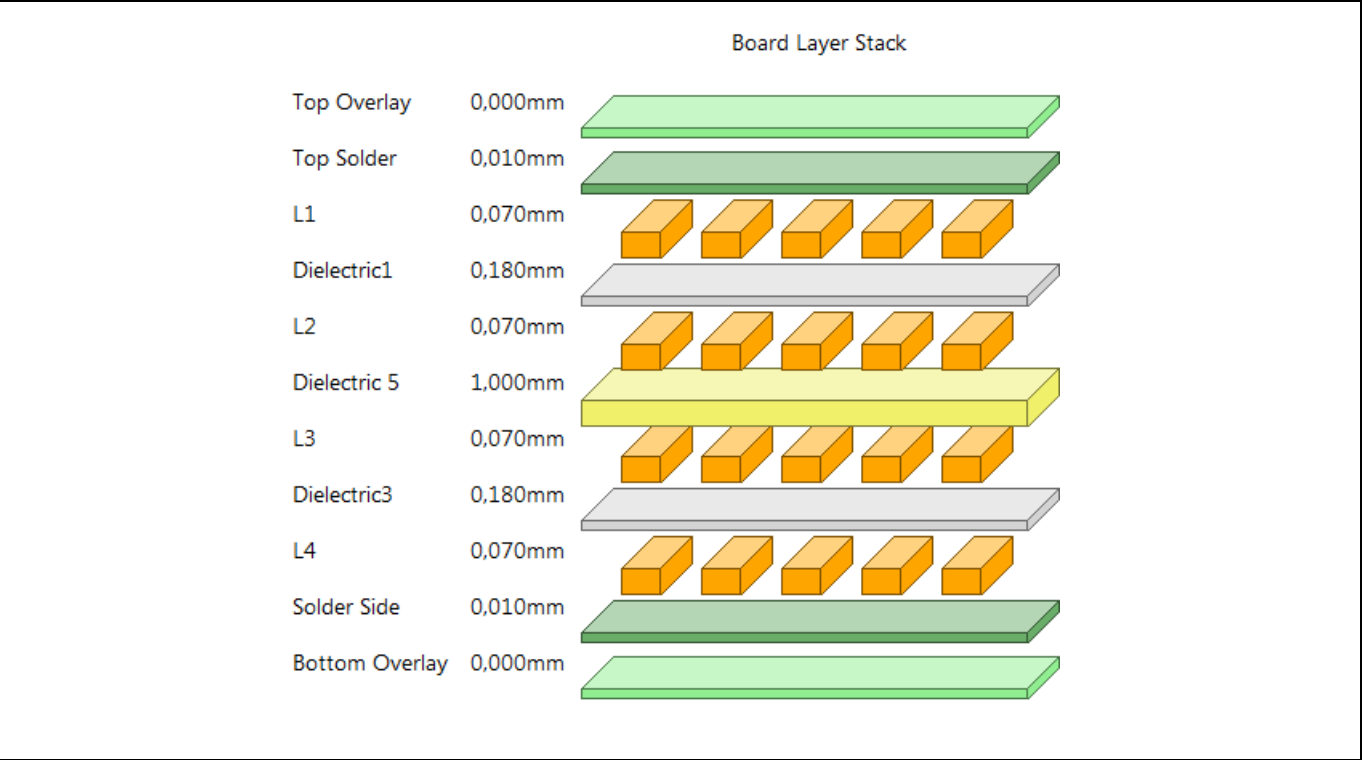 Board Layer Stack
Top Overlay 0,000mm
Top Solder 0,010mm
L1 0,070mm
Dielectric1 0,180mm
L2 0,070mm
Dielectric 5 1,000mm
L3 0,070mm
Dielectric3 0,180mm
L4 0,070mm
Solder Side 0,010mm
Bottom Overlay 0,000mm